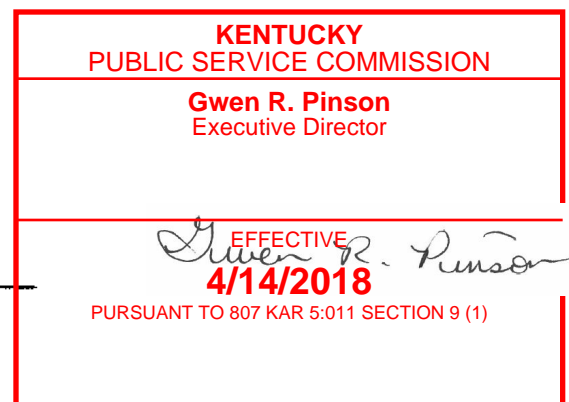 KENTUCKY
PUBLIC SERVICE COMMISSION
Gwen R. Pinson
Executive Director
EFFECTIVE
Gwen R. Pinson
4/14/2018
PURSUANT TO 807 KAR 5:011 SECTION 9 (1)